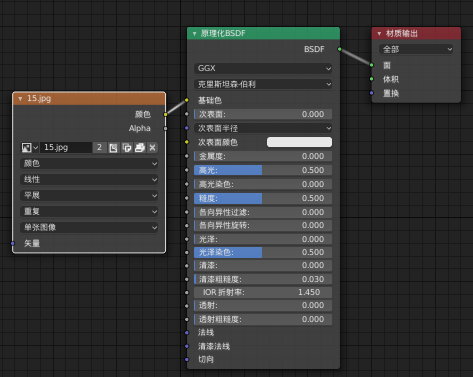 15.jpg
颜色
Alpha
15.jpg 2
颜色
线性
平展
重复
单张图像
矢量
原理化BSDF
BSDF
GGX
克里斯坦森-伯利
基础色
次表面: 0.000
次表面半径
次表面颜色
金属度: 0.000
高光: 0.500
高光染色: 0.000
糙度: 0.500
各向异性过滤: 0.000
各向异性旋转: 0.000
光泽: 0.000
光泽染色: 0.500
清漆: 0.000
清漆粗糙度: 0.030
IOR 折射率: 1.450
透射: 0.000
透射粗糙度: 0.000
法线
清漆法线
切向
材质输出
全部
面
体积
置换